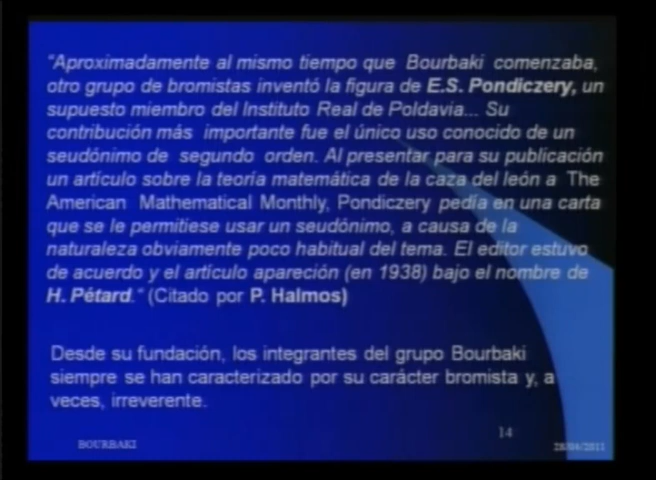 “Aproximadamente al mismo tiempo que Bourbaki comenzaba,
otro grupo de bromistas inventó la figura de E.S. Pondiczery, un
supuesto miembro del Instituto Real de Poldavia... Su
contribución más importante fue el único uso conocido de un
seudónimo de segundo orden. Al presentar para su publicación
un artículo sobre la teoría matemática de la caza del león a The
American Mathematical Monthly, Pondiczery pedía en una carta
que se le permitiese usar un seudónimo, a causa de la
naturaleza obviamente poco habitual del tema. El editor estuvo
de acuerdo y el artículo apareción (en 1938) bajo el nombre de
H. Pétard.“ (Citado por P. Halmos)
Desde su fundación, los integrantes del grupo Bourbaki
siempre se han caracterizado por su carácter bromista y, a
veces, irreverente.
BOURBAKI
14
28/04/2011